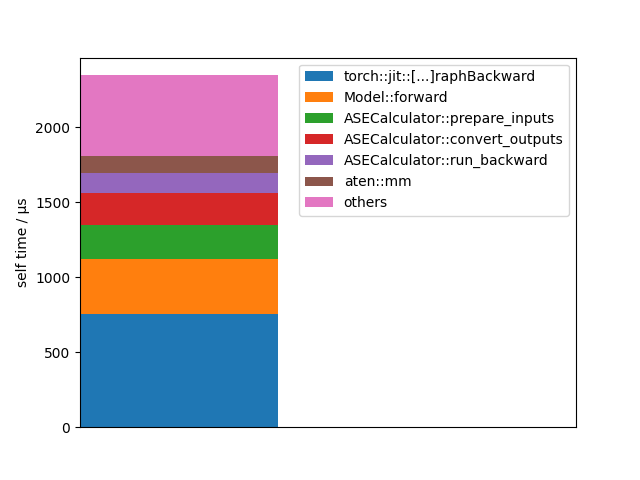 self time / µs
2000
1500
1000
500
0
torch::jit::[...]raphBackward
Model::forward
ASECalculator::prepare_inputs
ASECalculator::convert_outputs
ASECalculator::run_backward
aten::mm
others